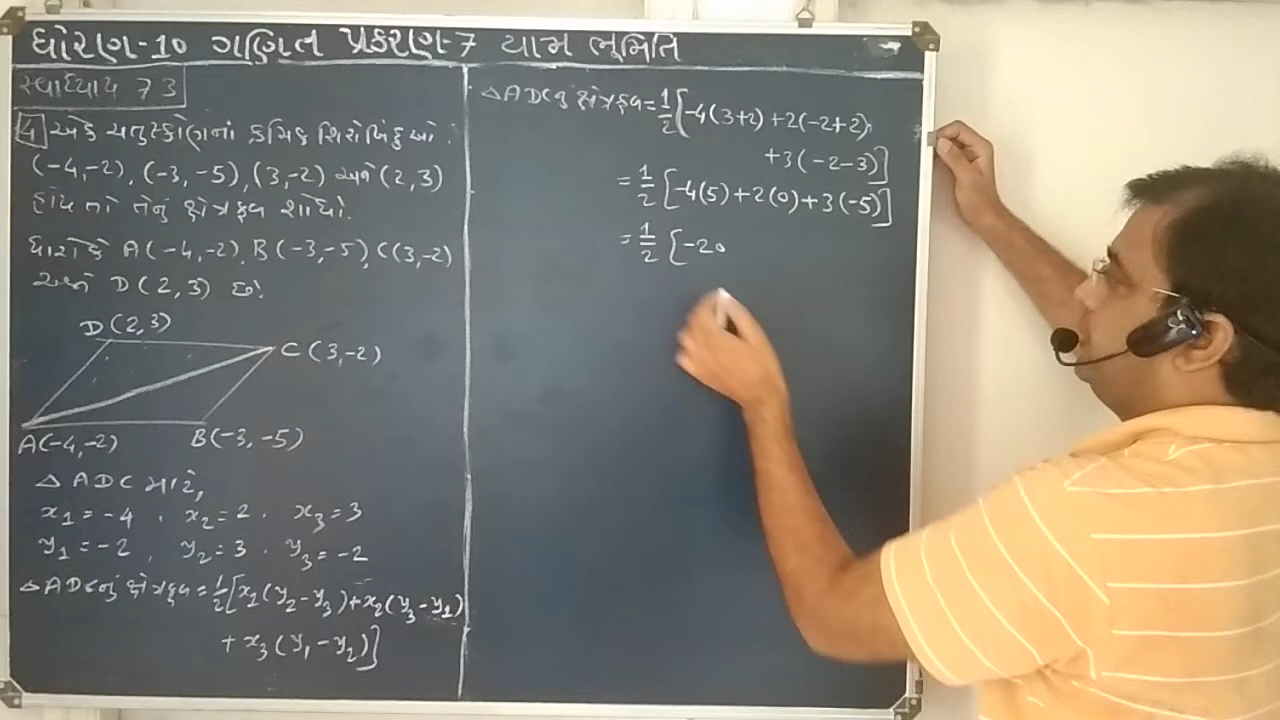 ધોરણ-10 ગણિત પ્રકરણ-7 યામ ભૂમિતિ
સ્વાધ્યાય 7 3
4 એક ચતુષ્કોણનાં ક્રમિક શિરોબિંદુઓ
(-4,-2), (-3,-5), (3,-2) અને (2,3)
હોય તો તેનું ક્ષેત્રફળ શોધો.
ધારોકે A(-4,-2), B(-3,-5), C(3,-2)
અને D(2,3) છે.
D(2,3)
C(3,-2)
A(-4,-2)
B(-3,-5)
△ADC માટે,
x₁=-4, x₂=2, x₃=3
y₁=-2, y₂=3, y₃=-2
△ADCનું ક્ષેત્રફળ=1/2[x₁(y₂-y₃)+x₂(y₃-y₁)
+x₃(y₁-y₂)]
△ADCનું ક્ષેત્રફળ=1/2[-4(3+2)+2(-2+2)
+3(-2-3)]
=1/2[-4(5)+2(0)+3(-5)]
=1/2[-20